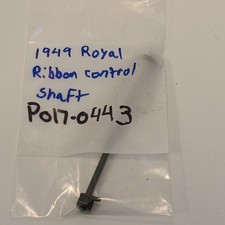 1949 Royal
Ribbon control
shaft
P017-0443